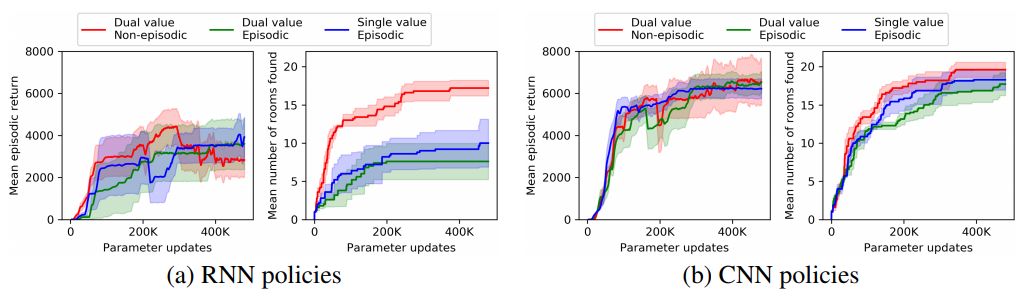 Dual value
Non-episodic
Dual value
Episodic
Single value
Episodic
Mean episodic return
8000
6000
4000
2000
0
0
200K
400K
Parameter updates
Mean number of rooms found
20
15
10
5
0
0
200K
400K
Parameter updates
(a) RNN policies
Dual value
Non-episodic
Dual value
Episodic
Single value
Episodic
Mean episodic return
8000
6000
4000
2000
0
0
200K
400K
Parameter updates
Mean number of rooms found
20
15
10
5
0
0
200K
400K
Parameter updates
(b) CNN policies